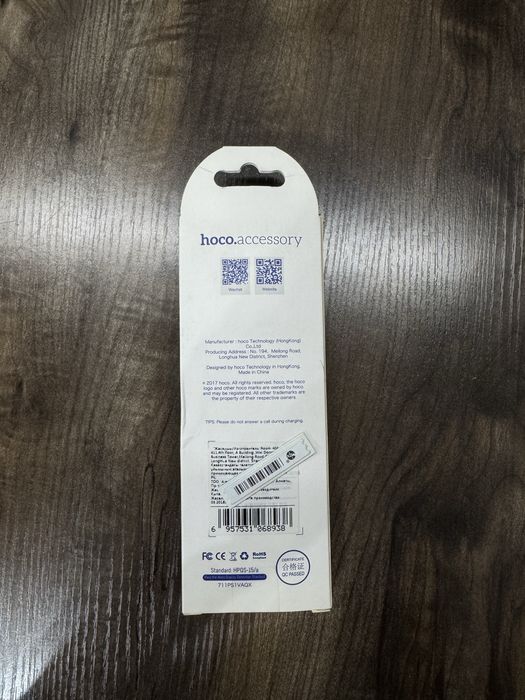 hoco.accessory
Wechat Website
Manufacturer : hoco Technology (HongKong)
Co.,Ltd
Producing Address : No. 194, Meilong Road,
Longhua New District, Shenzhen
Designed by hoco Technology in HongKong,
Made in China
© 2017 hoco. All rights reserved. hoco, the hoco
logo and other hoco marks are owned by hoco
and may be registered. All other trademarks are
the property of their respective owners.
TIPS: Please do not answer a call during charging.
6 957531 068938
FC CE RoHS
CERTIFICATE
合格证
QC PASSED
Standard: HPQS-15/a
711PS1VAQX